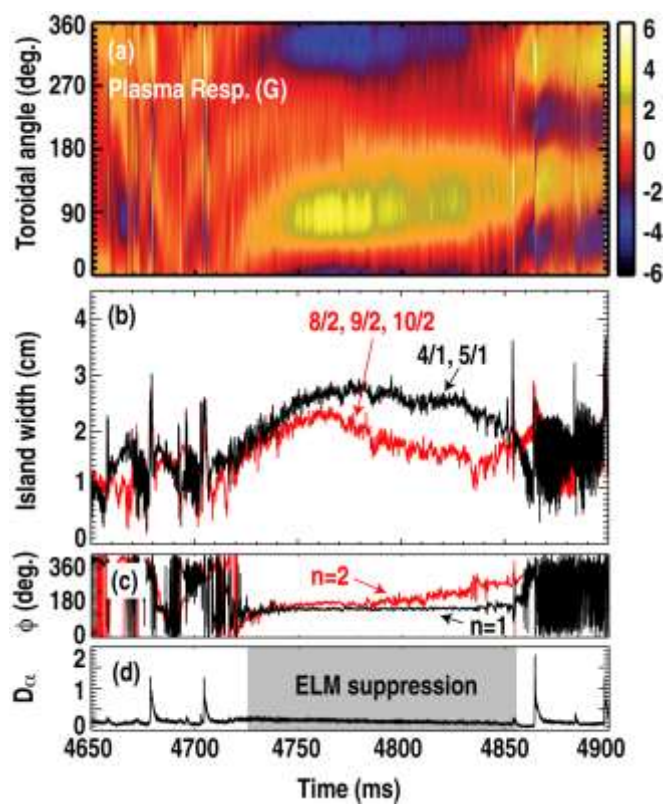 360
270
180
90
0
Toroidal angle (deg.)
(a)
Plasma Resp. (G)
6
4
2
0
-2
-4
-6
4
3
2
1
0
Island width (cm)
(b)
8/2, 9/2, 10/2
4/1, 5/1
360
180
0
ϕ (deg.)
(c)
n=2
n=1
2
1
0
Dα
(d)
ELM suppression
4650 4700 4750 4800 4850 4900
Time (ms)